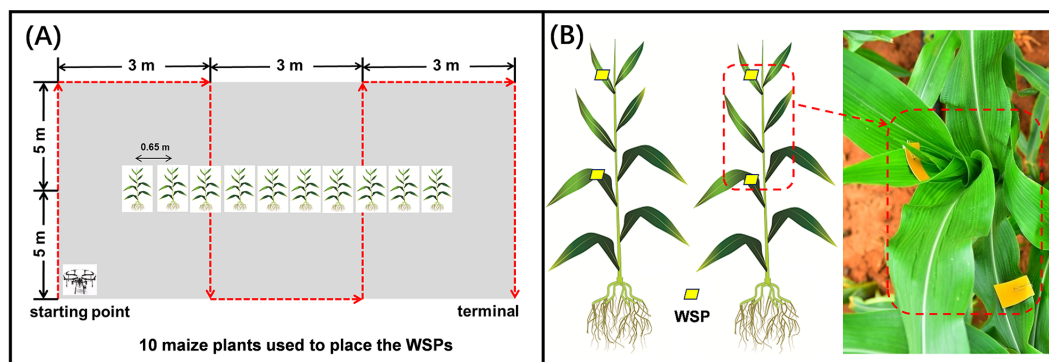 (A)
3 m
3 m
3 m
5 m
5 m
0.65 m
starting point
terminal
10 maize plants used to place the WSPs
(B)
WSP